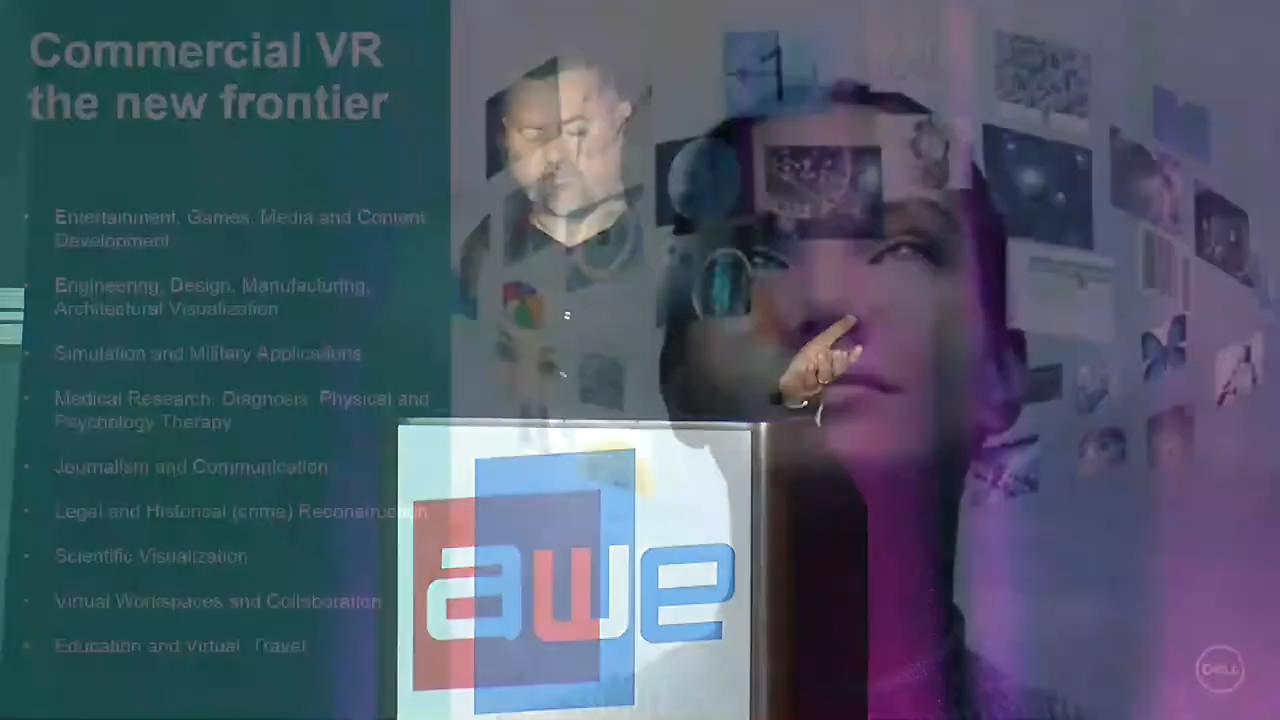 Commercial VR
the new frontier
• Entertainment, Games, Media and Content
Development
• Engineering, Design, Manufacturing,
Architectural Visualization
• Simulation and Military Applications
• Medical Research, Diagnosis, Physical and
Psychology Therapy
• Journalism and Communication
• Legal and Historical (crime) Reconstruction
• Scientific Visualization
• Virtual Workspaces and Collaboration
• Education and Virtual Travel
awe
DELL